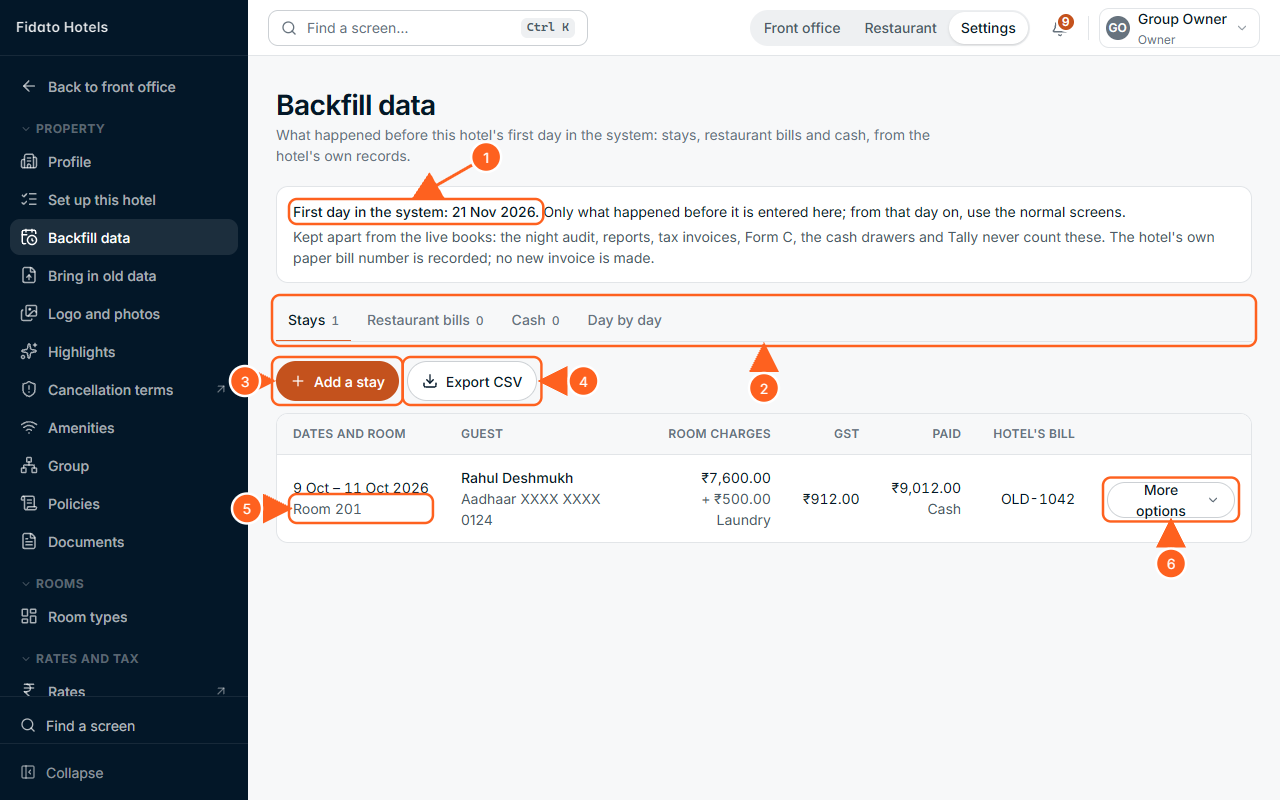 Fidato Hotels
Find a screen... Ctrl K
Front office Restaurant Settings
9
GO Group Owner
Owner
Back to front office
PROPERTY
Profile
Set up this hotel
Backfill data
Bring in old data
Logo and photos
Highlights
Cancellation terms
Amenities
Group
Policies
Documents
ROOMS
Room types
RATES AND TAX
Rates
Find a screen
Collapse
Backfill data
What happened before this hotel's first day in the system: stays, restaurant bills and cash, from the
hotel's own records.
1
First day in the system: 21 Nov 2026. Only what happened before it is entered here; from that day on, use the normal screens.
Kept apart from the live books: the night audit, reports, tax invoices, Form C, the cash drawers and Tally never count these. The hotel's own
paper bill number is recorded; no new invoice is made.
Stays 1 Restaurant bills 0 Cash 0 Day by day
2
3 Add a stay Export CSV 4
DATES AND ROOM GUEST ROOM CHARGES GST PAID HOTEL'S BILL
9 Oct – 11 Oct 2026
Room 201
5
Rahul Deshmukh
Aadhaar XXXX XXXX
0124
₹7,600.00
+ ₹500.00
Laundry
₹912.00
₹9,012.00
Cash
OLD-1042
More
options
6